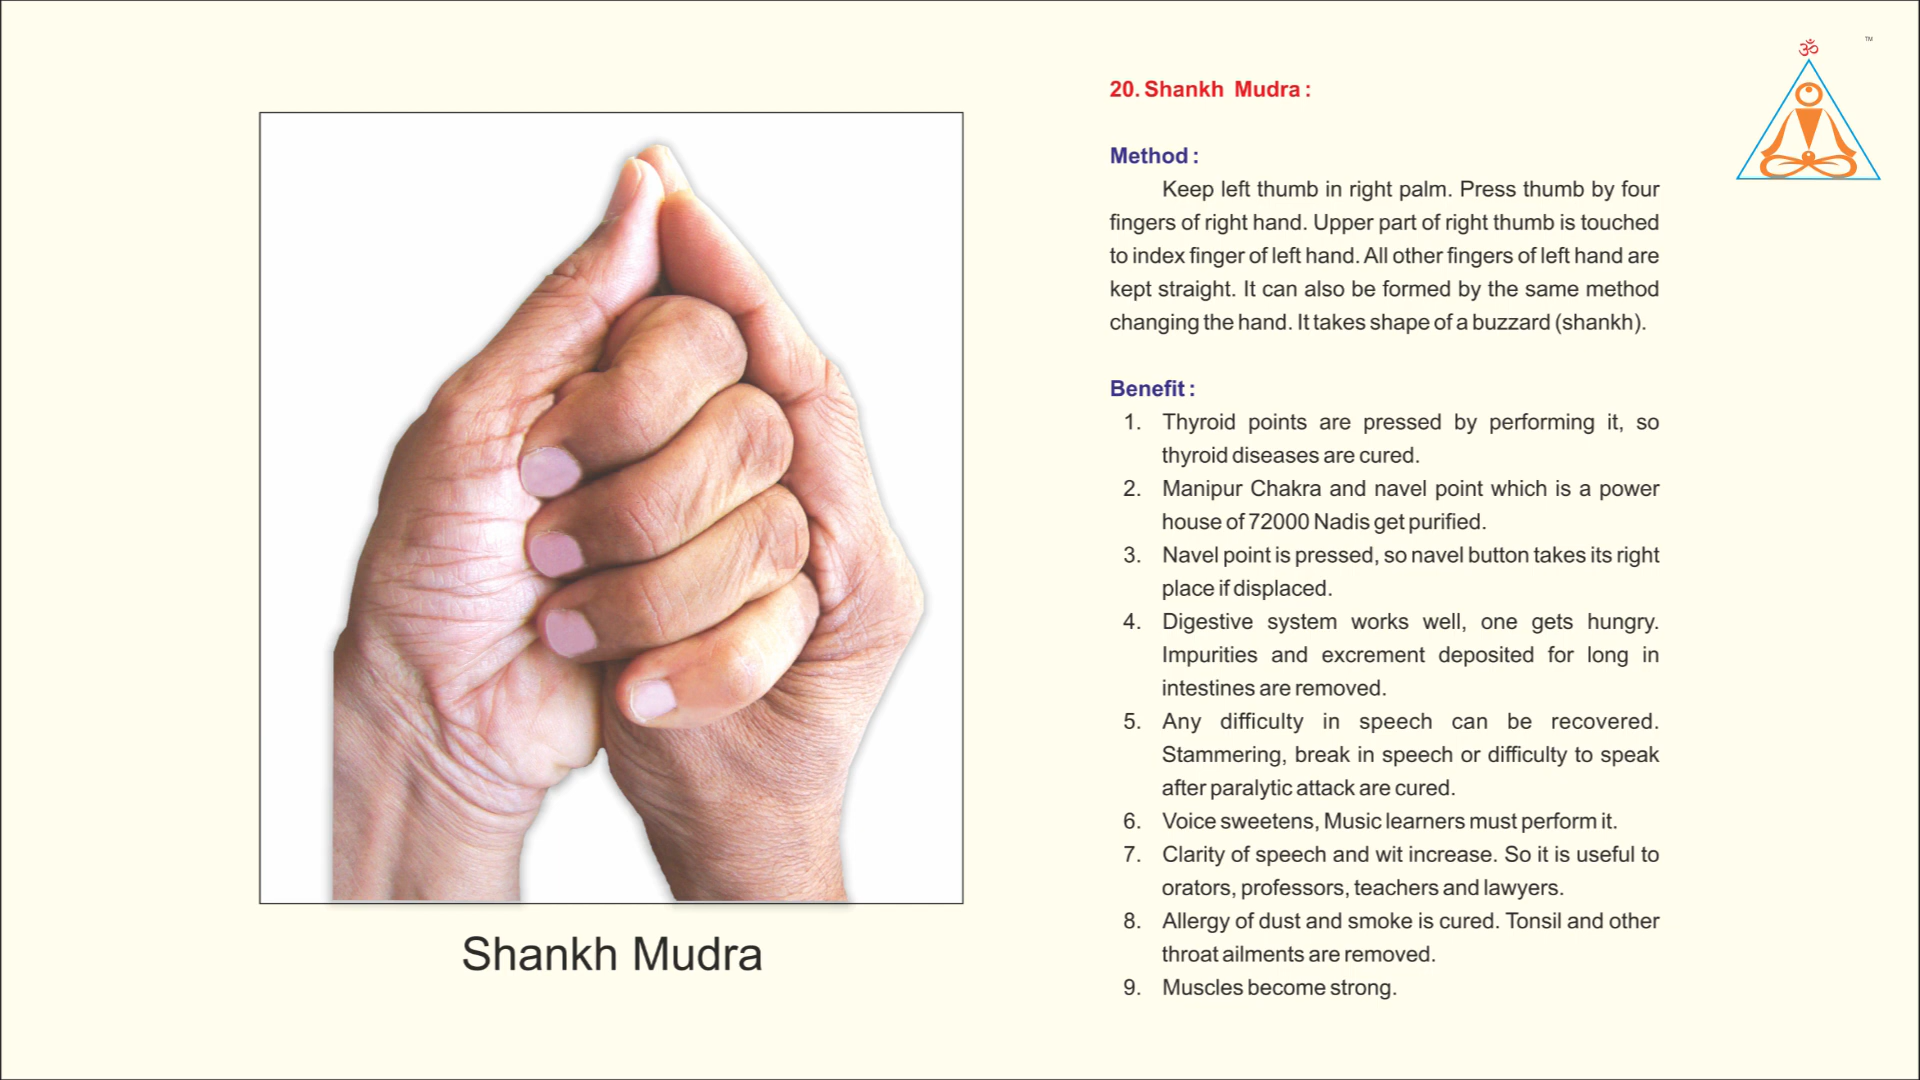 ॐ
TM
20. Shankh Mudra :
Method :
Keep left thumb in right palm. Press thumb by four
fingers of right hand. Upper part of right thumb is touched
to index finger of left hand. All other fingers of left hand are
kept straight. It can also be formed by the same method
changing the hand. It takes shape of a buzzard (shankh).
Benefit :
1. Thyroid points are pressed by performing it, so
thyroid diseases are cured.
2. Manipur Chakra and navel point which is a power
house of 72000 Nadis get purified.
3. Navel point is pressed, so navel button takes its right
place if displaced.
4. Digestive system works well, one gets hungry.
Impurities and excrement deposited for long in
intestines are removed.
5. Any difficulty in speech can be recovered.
Stammering, break in speech or difficulty to speak
after paralytic attack are cured.
6. Voice sweetens, Music learners must perform it.
7. Clarity of speech and wit increase. So it is useful to
orators, professors, teachers and lawyers.
8. Allergy of dust and smoke is cured. Tonsil and other
throat ailments are removed.
9. Muscles become strong.
Shankh Mudra